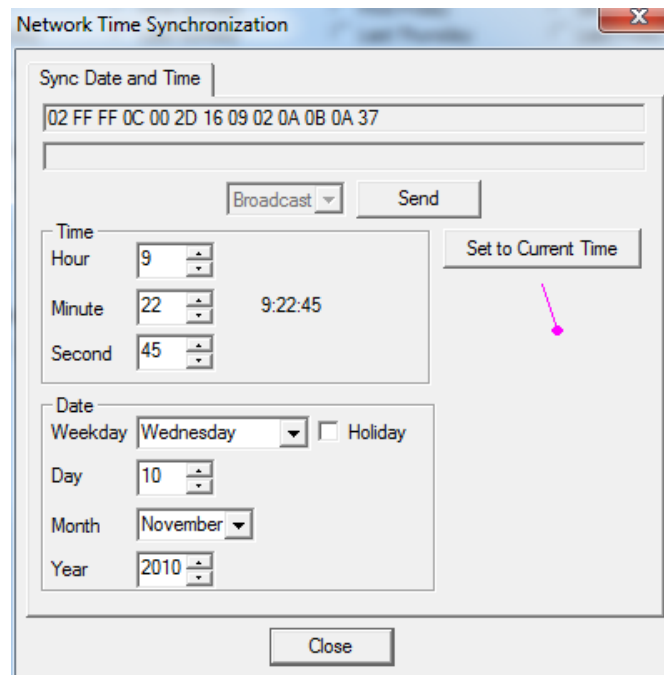 Network Time Synchronization
Sync Date and Time
02 FF FF 0C 00 2D 16 09 02 0A 0B 0A 37
Broadcast Send
Time
Hour 9 Set to Current Time
Minute 22 9:22:45
Second 45
Date
Weekday Wednesday Holiday
Day 10
Month November
Year 2010
Close